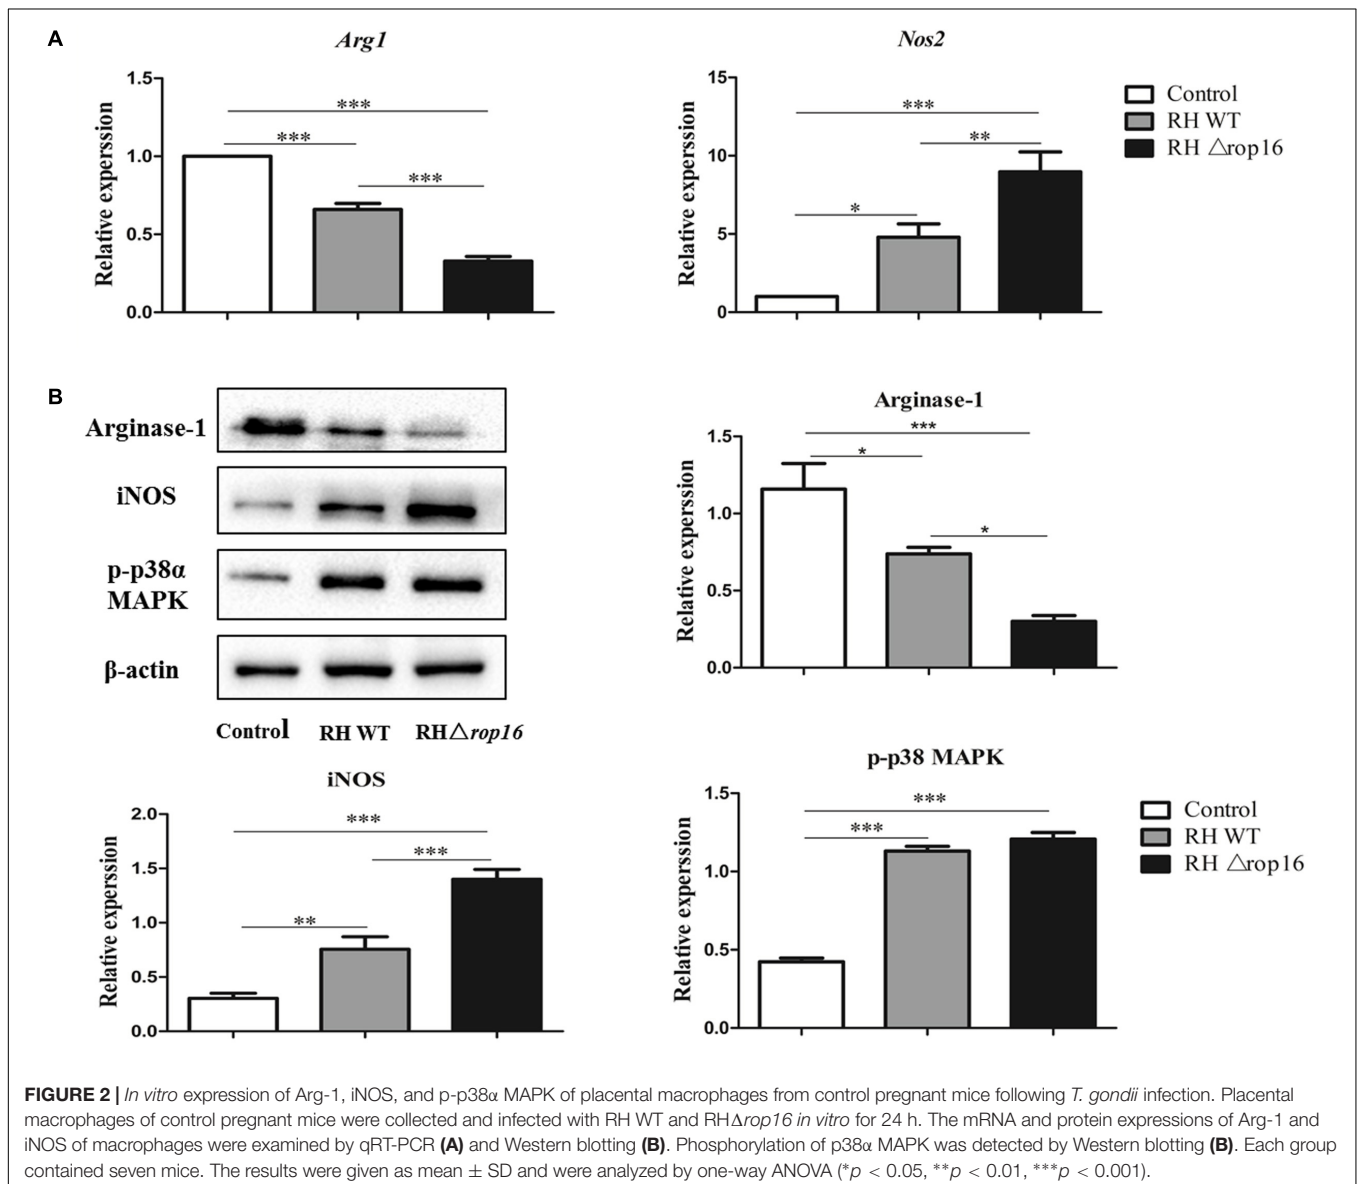 A
Arg1
Relative experssion
1.5
1.0
0.5
0.0
***
***
***
Nos2
Relative experssion
15
10
5
0
***
**
*
Control
RH WT
RH △rop16
B
Arginase-1
iNOS
p-p38α
MAPK
β-actin
Control
RH WT
RH△rop16
Arginase-1
Relative experssion
1.5
1.0
0.5
0.0
***
*
*
iNOS
Relative experssion
2.0
1.5
1.0
0.5
0.0
***
***
**
p-p38 MAPK
Relative experssion
1.5
1.0
0.5
0.0
***
***
Control
RH WT
RH △rop16
FIGURE 2 | In vitro expression of Arg-1, iNOS, and p-p38α MAPK of placental macrophages from control pregnant mice following T. gondii infection. Placental
macrophages of control pregnant mice were collected and infected with RH WT and RHΔrop16 in vitro for 24 h. The mRNA and protein expressions of Arg-1 and
iNOS of macrophages were examined by qRT-PCR (A) and Western blotting (B). Phosphorylation of p38α MAPK was detected by Western blotting (B). Each group
contained seven mice. The results were given as mean ± SD and were analyzed by one-way ANOVA (*p < 0.05, **p < 0.01, ***p < 0.001).